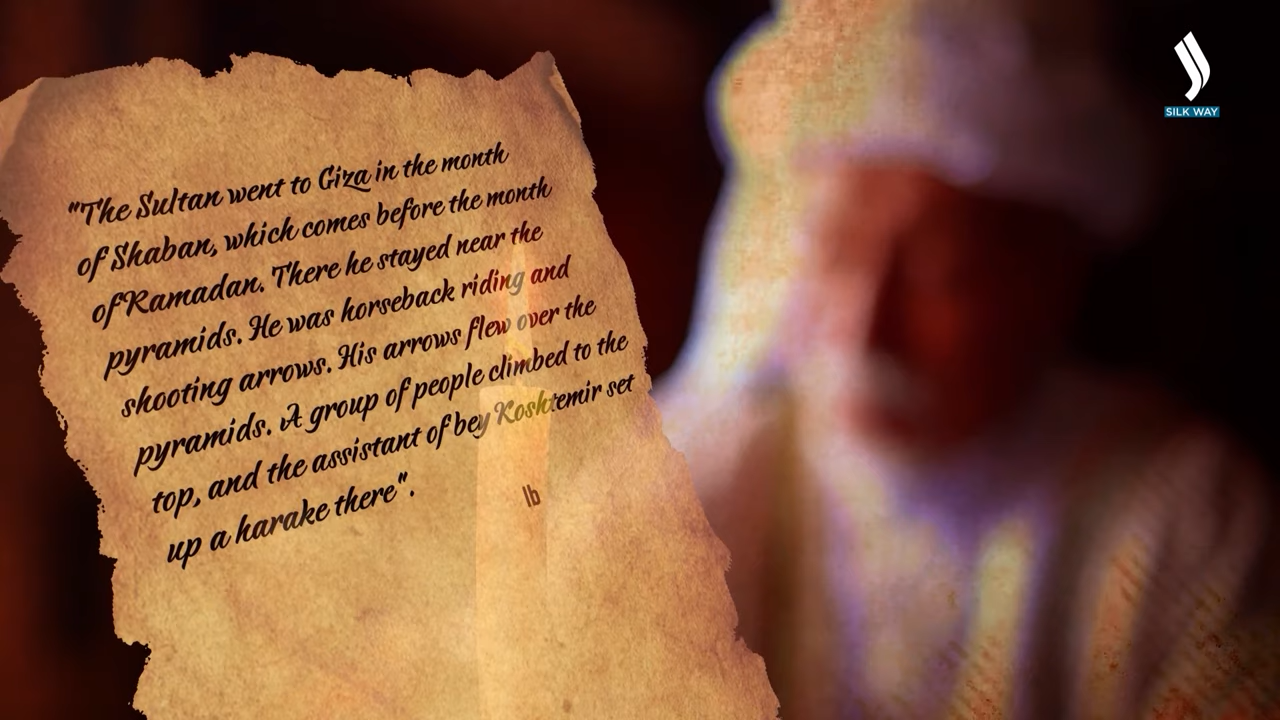 "The Sultan went to Giza in the month
of Shaban, which comes before the month
of Ramadan. There he stayed near the
pyramids. He was horseback riding and
shooting arrows. His arrows flew over the
pyramids. A group of people climbed to the
top, and the assistant of bey Koshtemir set
up a harake there".
Ib
SILK WAY